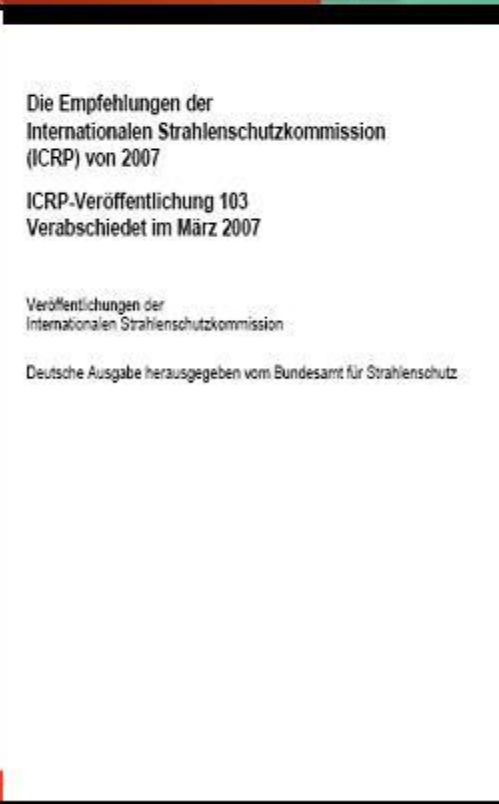 Die Empfehlungen der
Internationalen Strahlenschutzkommission
(ICRP) von 2007
ICRP-Veröffentlichung 103
Verabschiedet im März 2007
Veröffentlichungen der
Internationalen Strahlenschutzkommission
Deutsche Ausgabe herausgegeben vom Bundesamt für Strahlenschutz